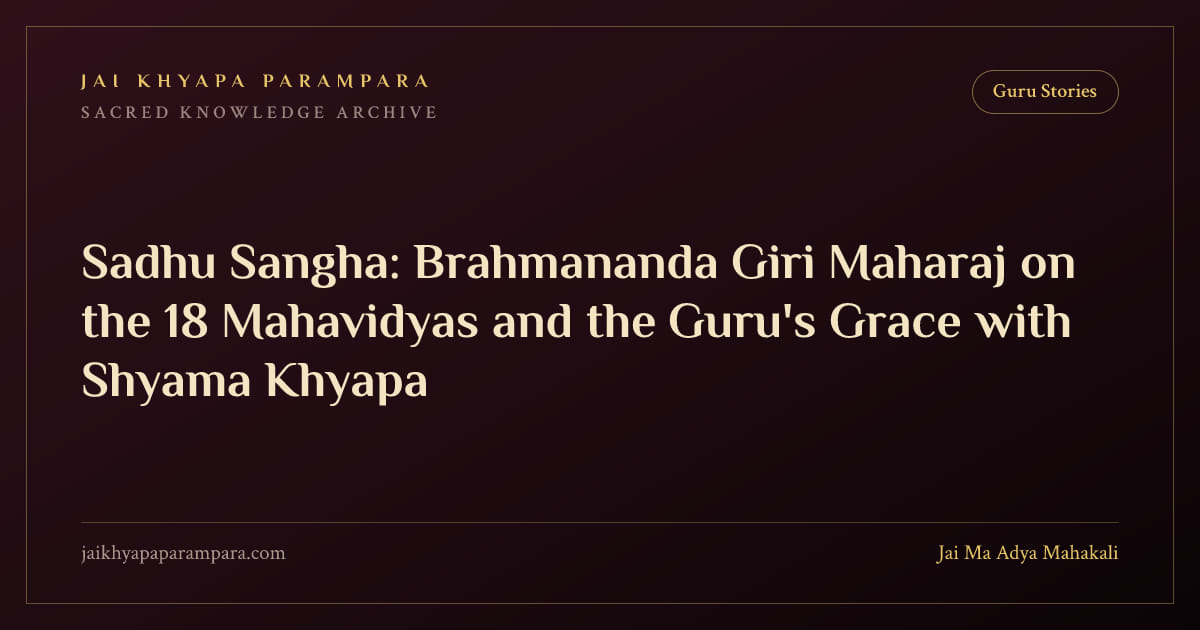 JAI KHYAPA PARAMPARA
SACRED KNOWLEDGE ARCHIVE
Guru Stories
Sadhu Sangha: Brahmananda Giri Maharaj on
the 18 Mahavidyas and the Guru's Grace with
Shyama Khyapa
jaikhyapaparampara.com
Jai Ma Adya Mahakali